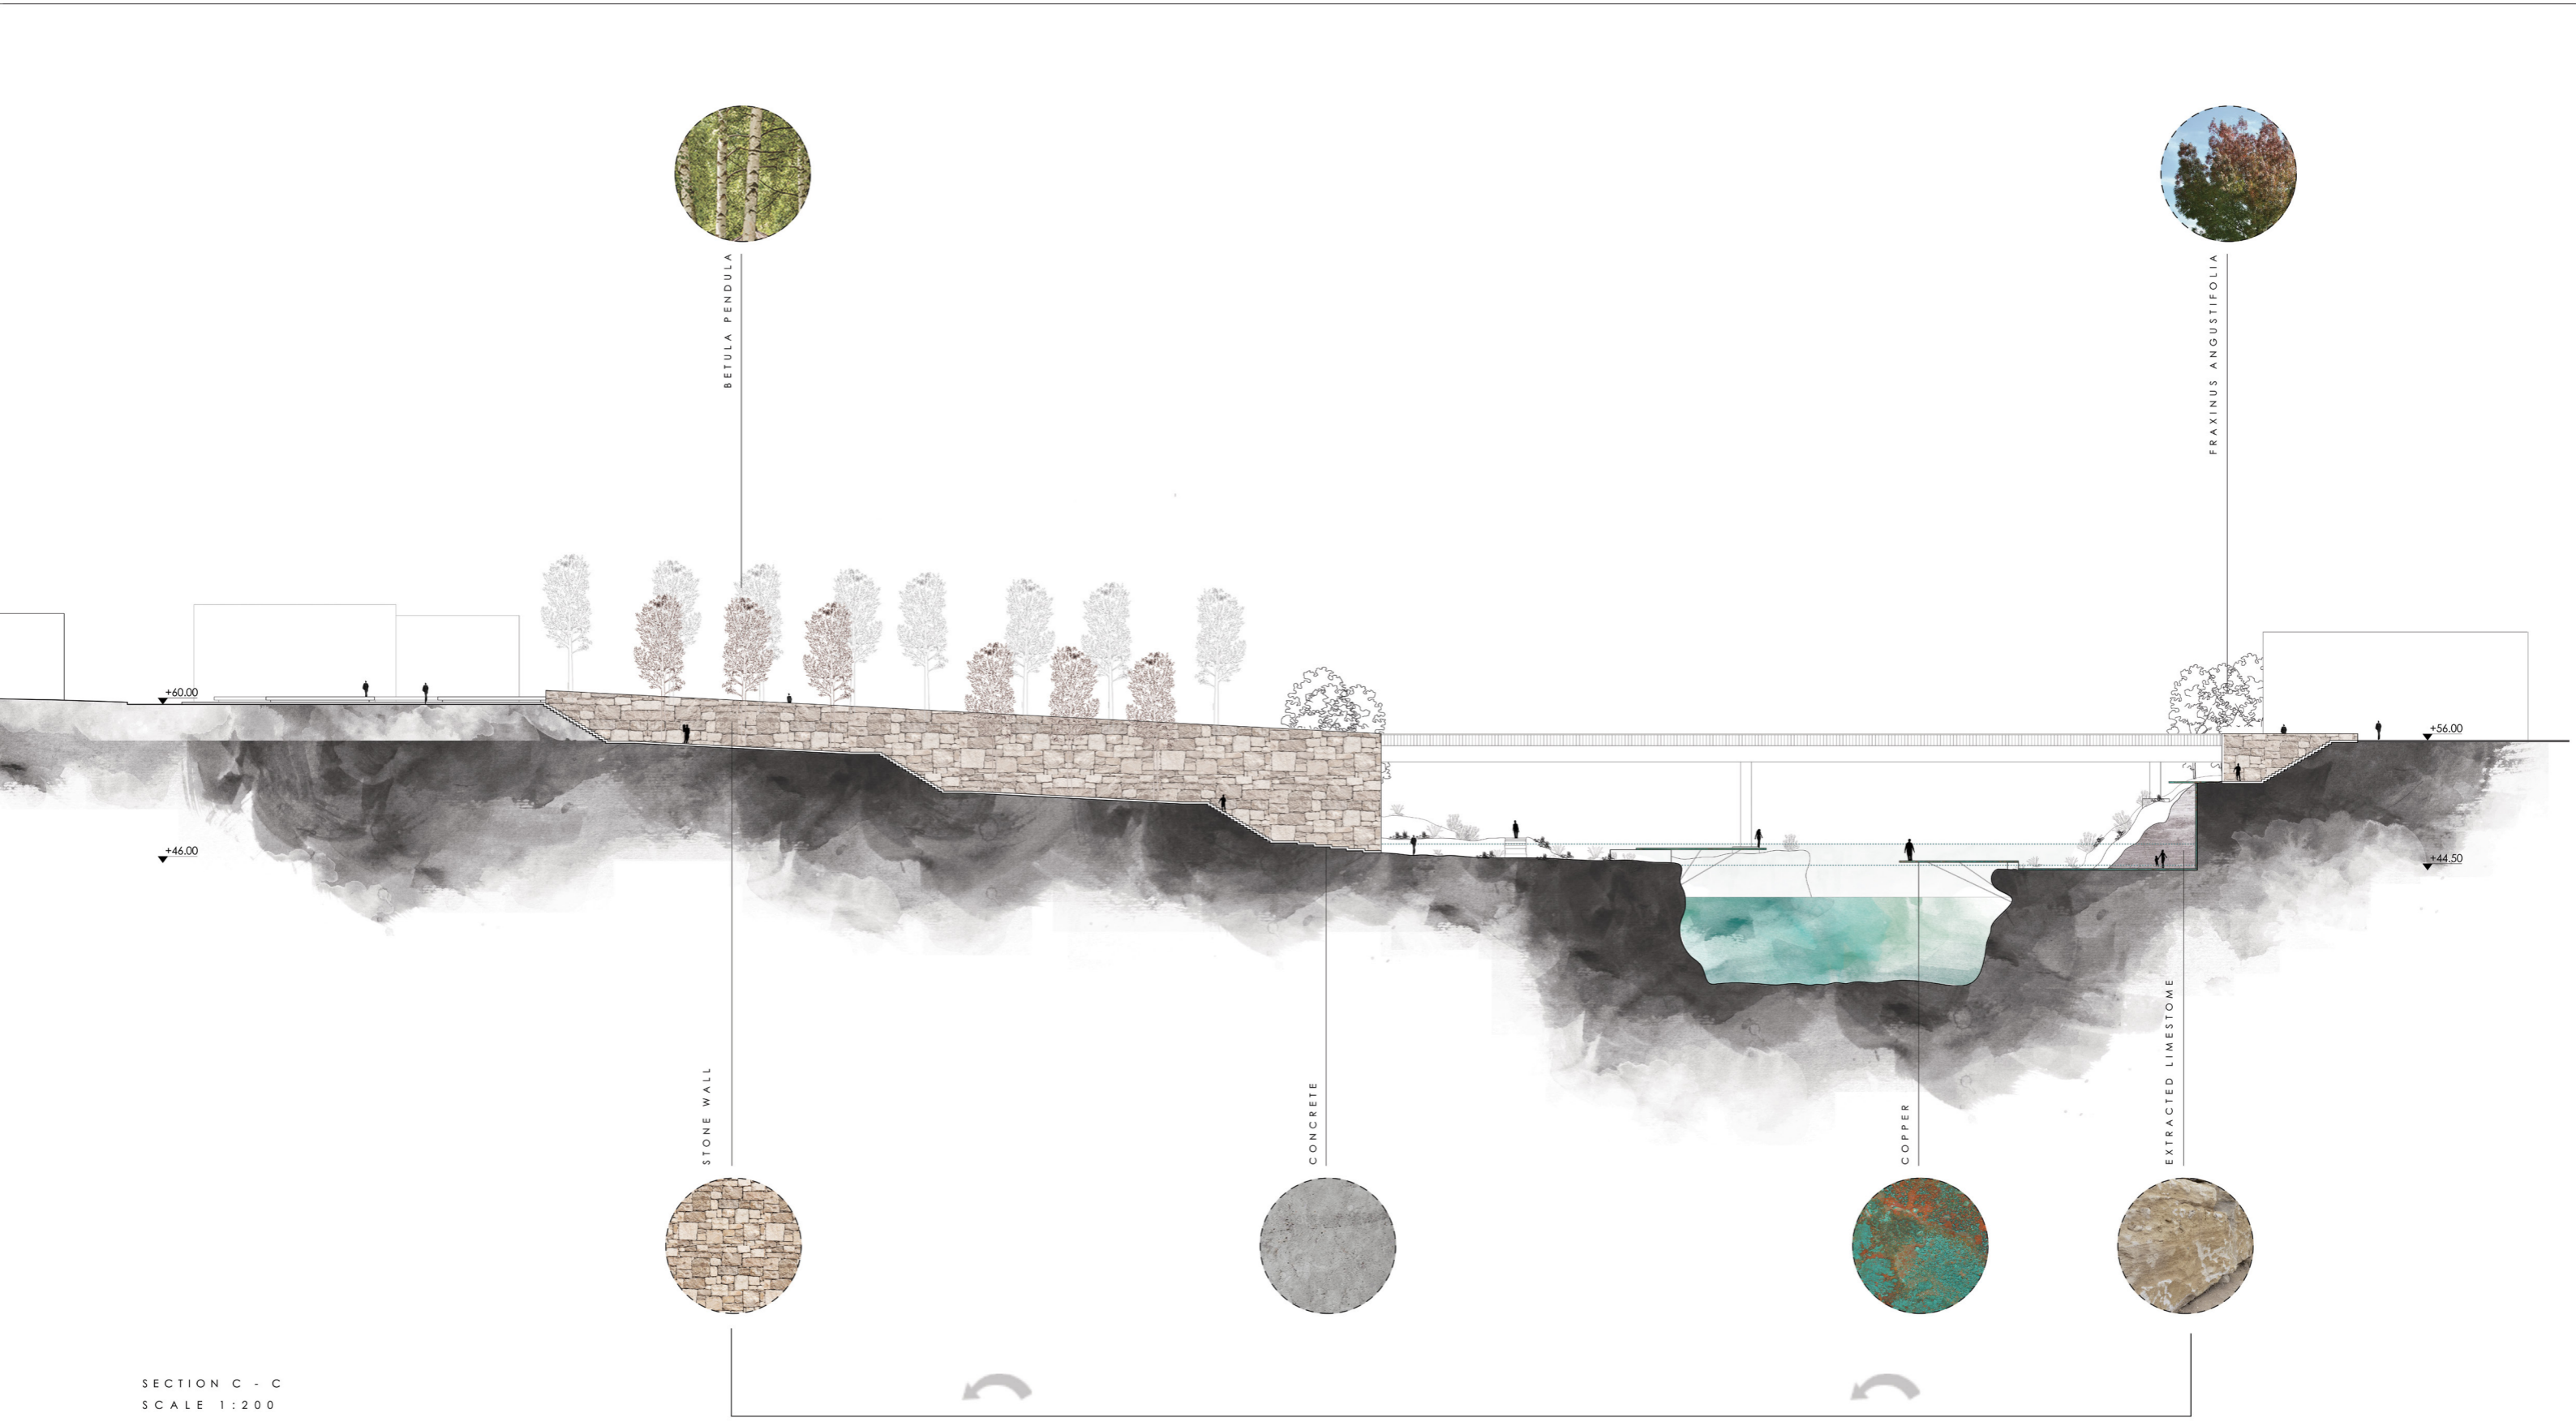 BETULA PENDULA
FRAXINUS ANGUSTIFOLIA
+60.00
+56.00
+46.00
+44.50
STONE WALL
CONCRETE
COPPER
EXTRACTED LIMESTOME
SECTION C - C
SCALE 1:200